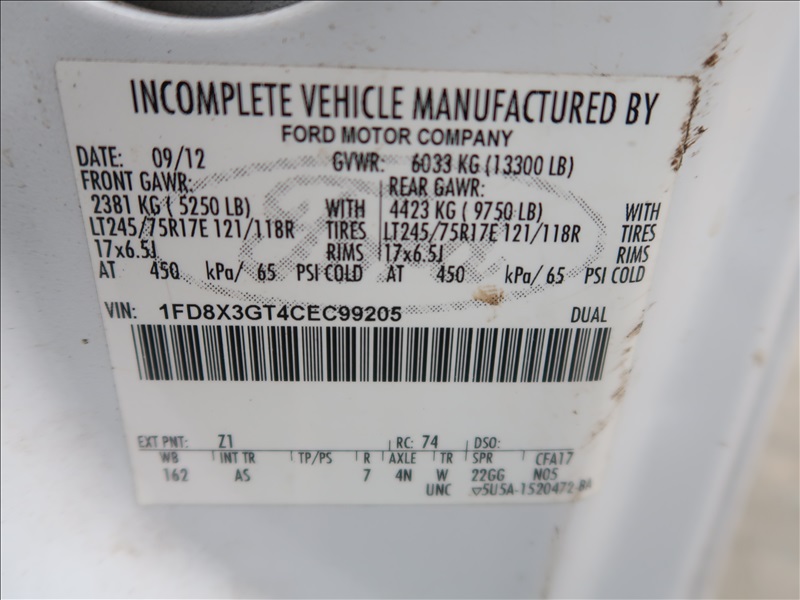 INCOMPLETE VEHICLE MANUFACTURED BY
FORD MOTOR COMPANY
DATE: 09/12 GVWR: 6033 KG (13300 LB)
FRONT GAWR: REAR GAWR:
2381 KG ( 5250 LB) WITH 4423 KG ( 9750 LB) WITH
LT245/75R17E 121/118R TIRES LT245/75R17E 121/118R TIRES
17x6.5J RIMS 17x6.5J RIMS
AT 450 kPa/ 65 PSI COLD AT 450 kPa/ 65 PSI COLD
VIN: 1FD8X3GT4CEC99205 DUAL
EXT PNT: Z1 RC: 74 DSO:
WB INT TR TP/PS R AXLE TR SPR CFA17
162 AS 7 4N W 22GG N05
UNC ▽5U5A-1520472-BA